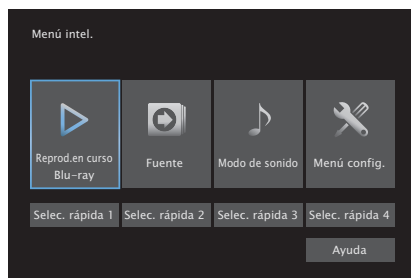 Menú intel.
Reprod.en curso
Blu-ray
Fuente
Modo de sonido
Menú config.
Selec. rápida 1
Selec. rápida 2
Selec. rápida 3
Selec. rápida 4
Ayuda